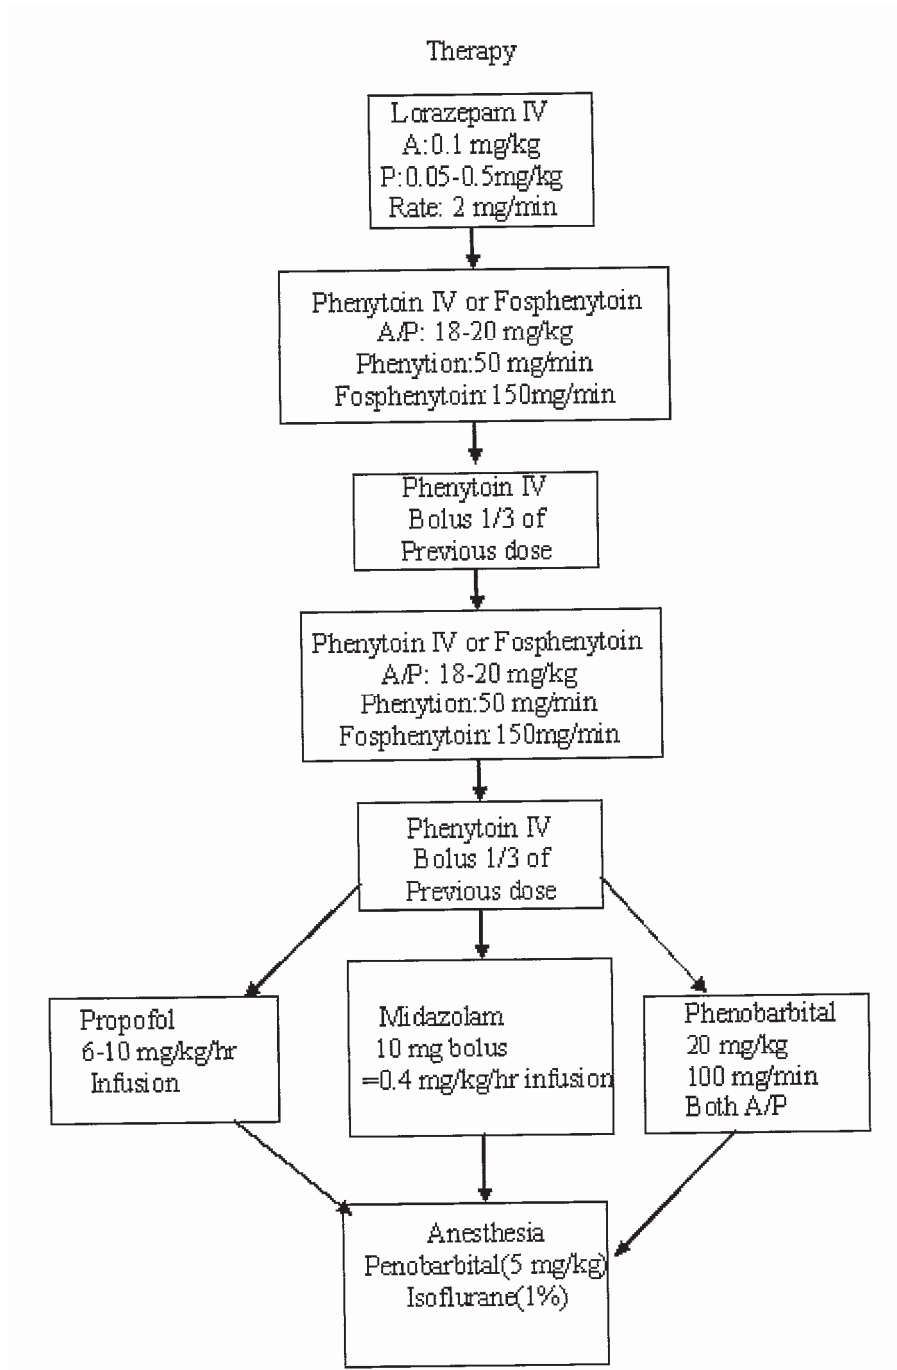 Therapy
Lorazepam IV
A:0.1 mg/kg
P:0.05-0.5mg/kg
Rate: 2 mg/min
Phenytoin IV or Fosphenytoin
A/P: 18-20 mg/kg
Phenytion:50 mg/min
Fosphenytoin:150mg/min
Phenytoin IV
Bolus 1/3 of
Previous dose
Phenytoin IV or Fosphenytoin
A/P: 18-20 mg/kg
Phenytion:50 mg/min
Fosphenytoin:150mg/min
Phenytoin IV
Bolus 1/3 of
Previous dose
Propofol
6-10 mg/kg/hr
Infusion
Midazolam
10 mg bolus
=0.4 mg/kg/hr infusion
Phenobarbital
20 mg/kg
100 mg/min
Both A/P
Anesthesia
Penobarbital(5 mg/kg)
Isoflurane(1%)